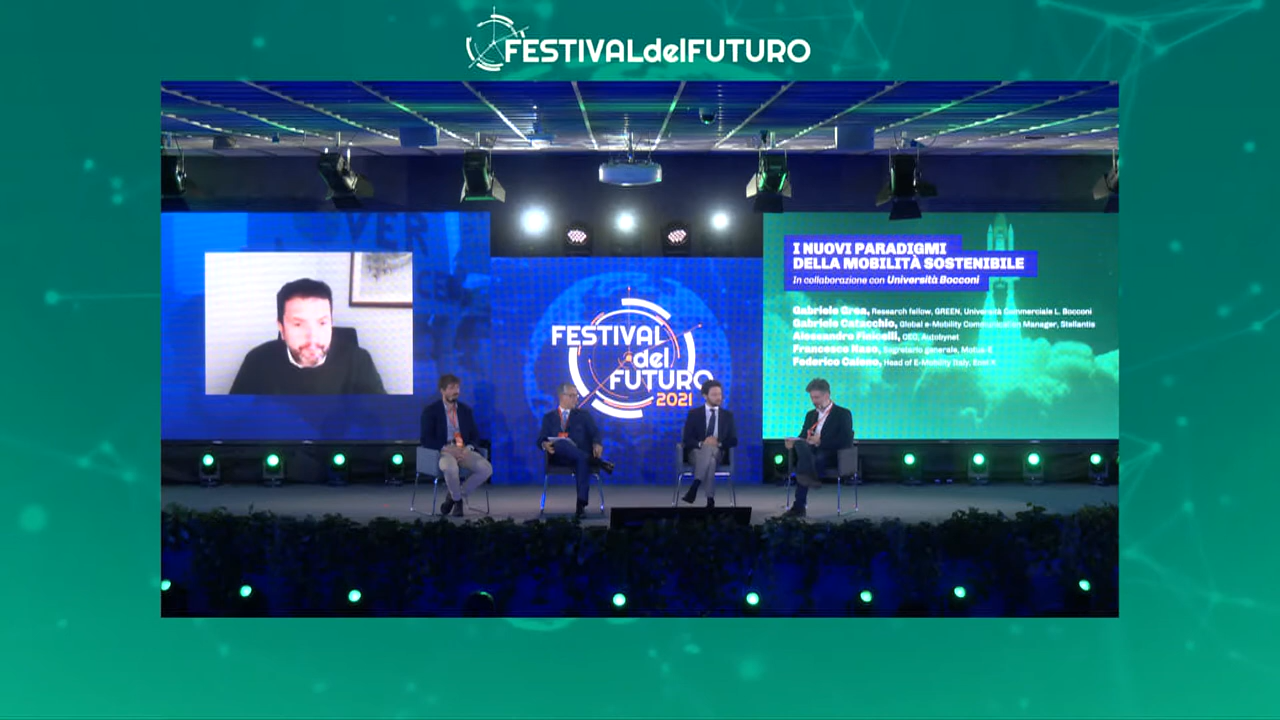 FESTIVALdelFUTURO
OVER
FESTIVAL
del
FUTURO
2021
I NUOVI PARADIGMI
DELLA MOBILITÀ SOSTENIBILE
In collaborazione con Università Bocconi
Gabriele Grea, Research fellow, GREEN, Università Commerciale L. Bocconi
Gabriele Catacchio, Global e-Mobility Communication Manager, Stellantis
Alessandro CEO, Autobynet
Francesco Naso, Segretario generale, Motus-E
Federico Caleno, Head of E-Mobility Italy, Enel X